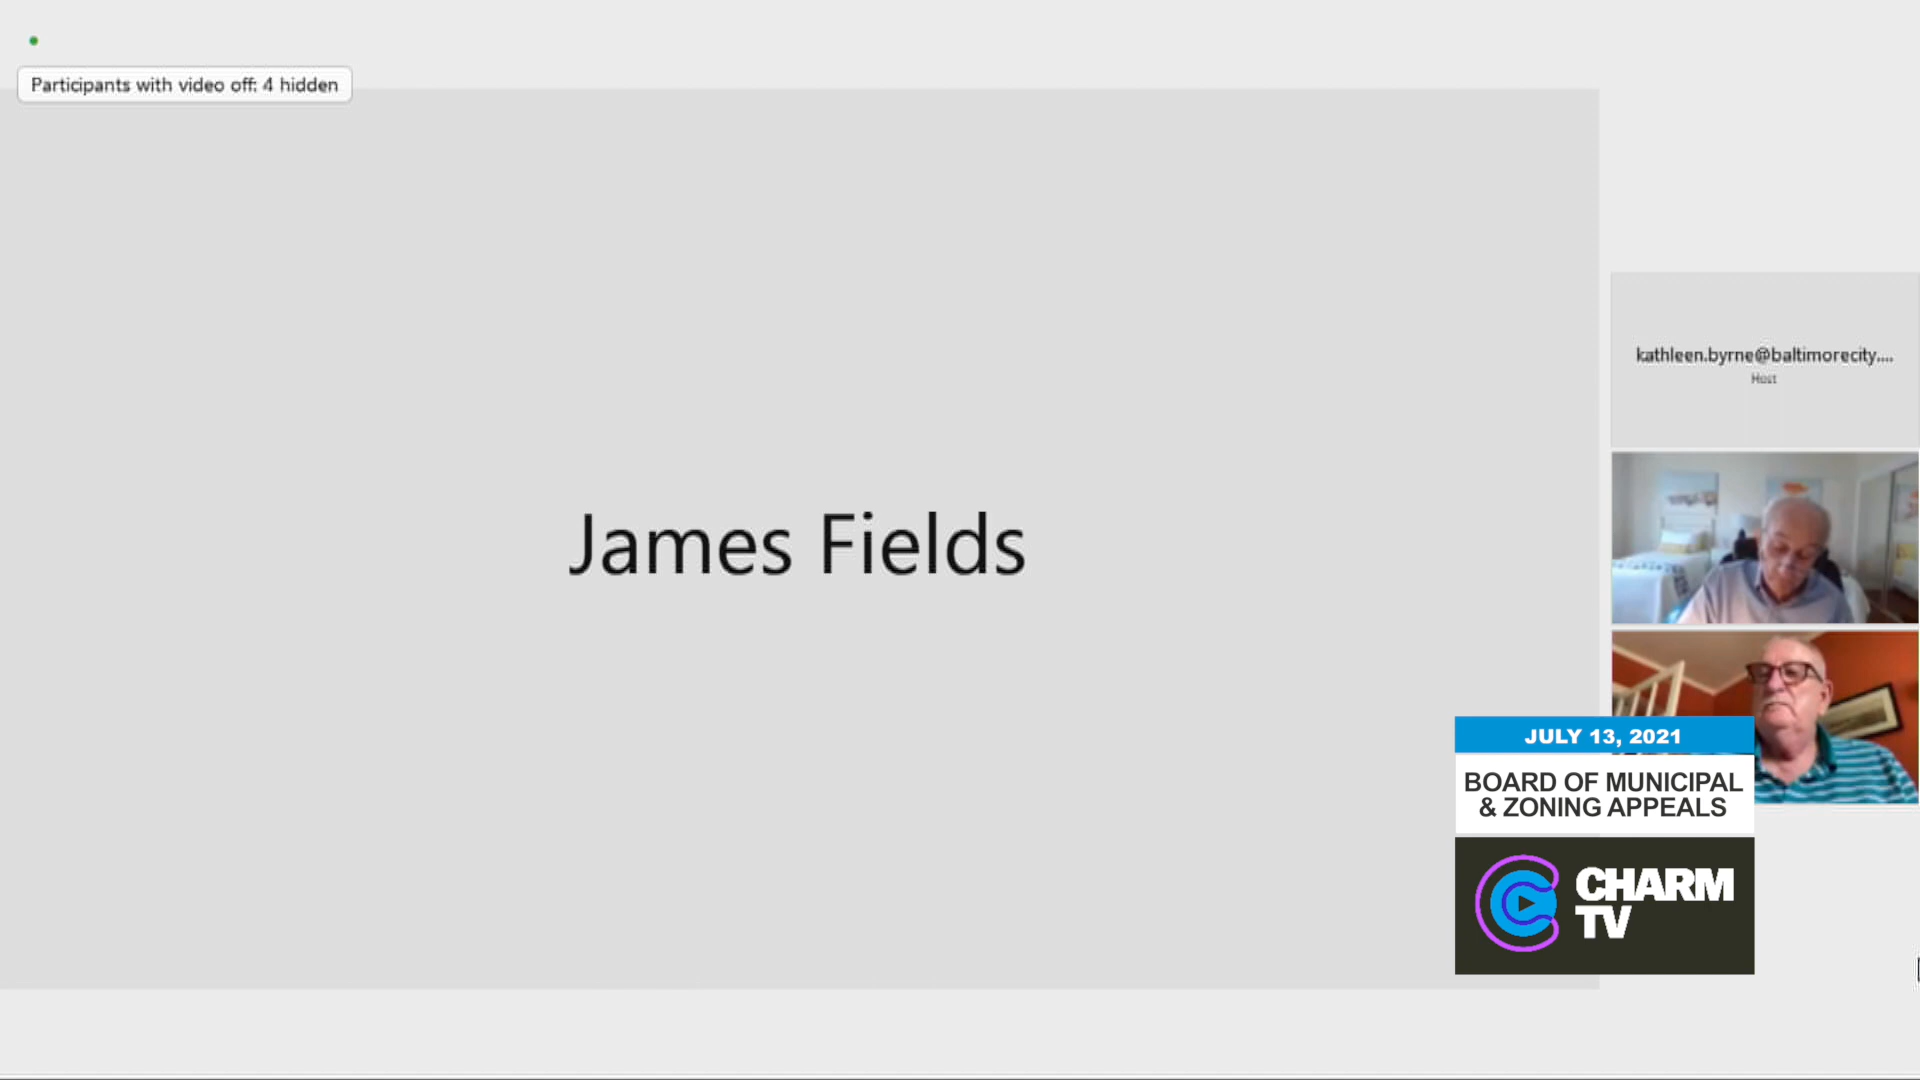 Participants with video off: 4 hidden
James Fields
kathleen.byrne@baltimorecity....
Host
JULY 13, 2021
BOARD OF MUNICIPAL
& ZONING APPEALS
CHARM
TV